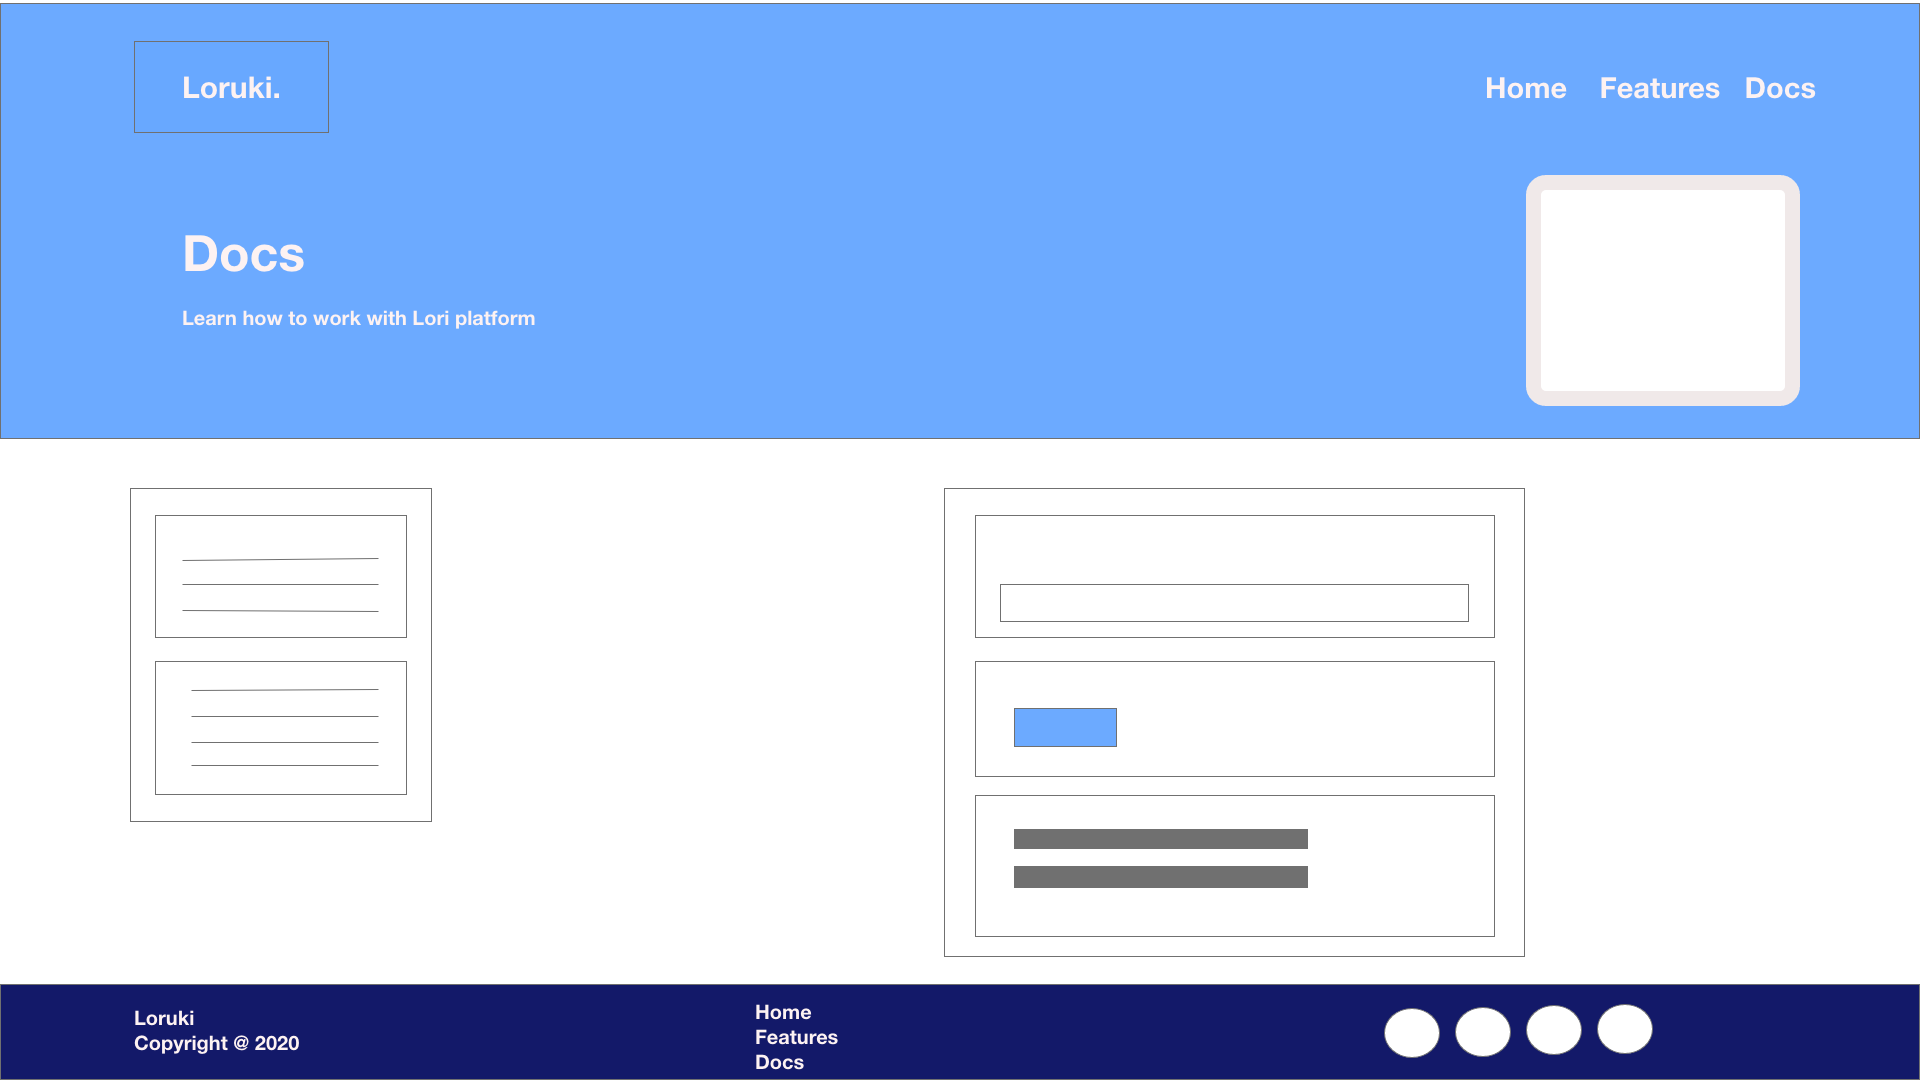 Loruki.
Home Features Docs
Docs
Learn how to work with Lori platform
Loruki
Copyright @ 2020
Home
Features
Docs